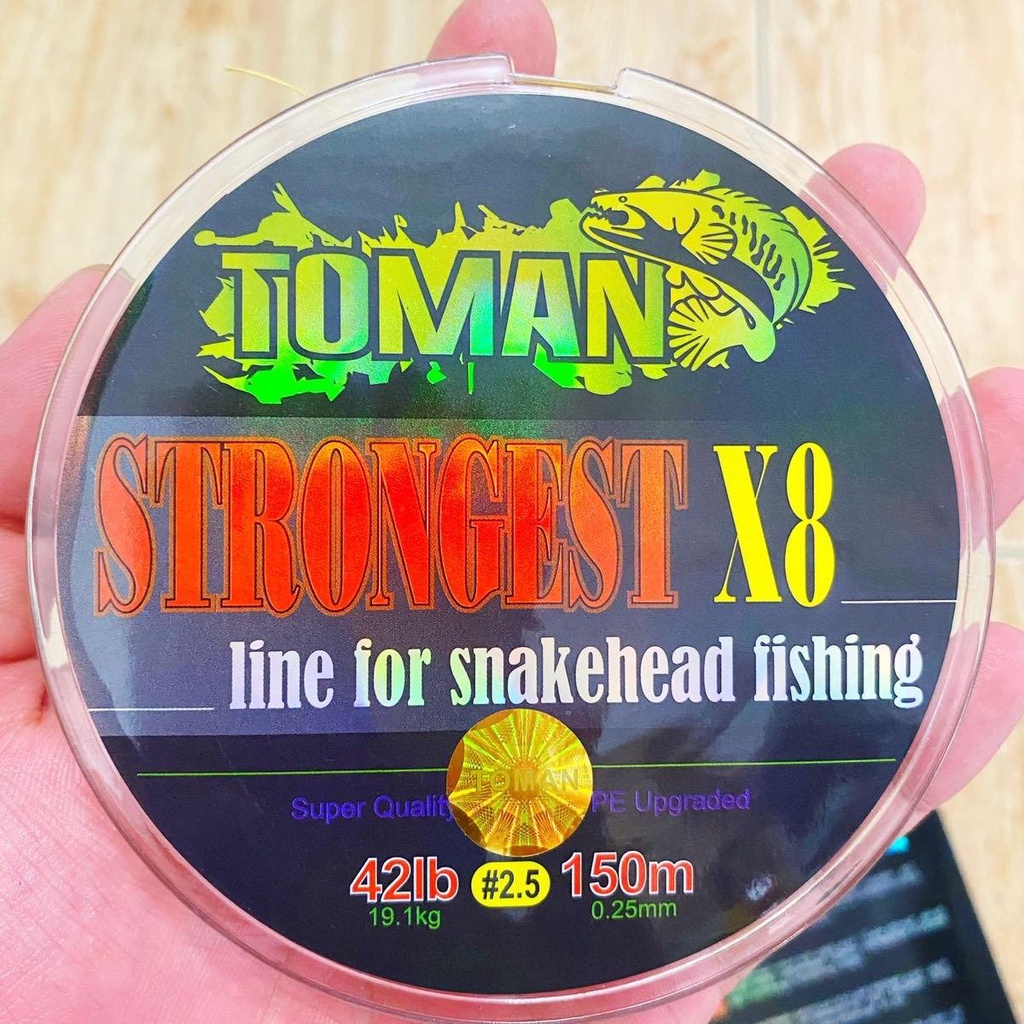 TOMAN
STRONGEST X8
line for snakehead fishing
TOMAN
Super Quality PE Upgraded
42lb #2.5 150m
19.1kg 0.25mm